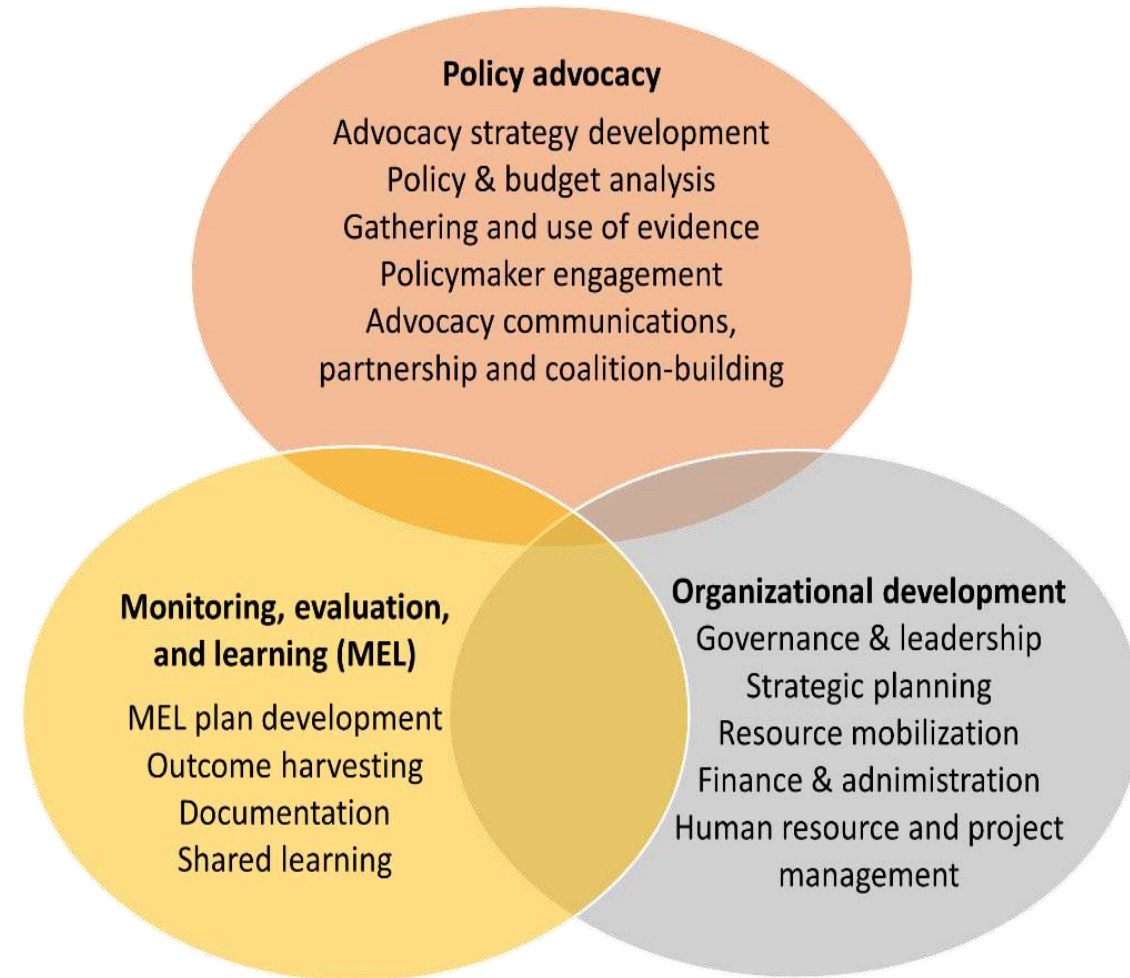 Policy advocacy
Advocacy strategy development
Policy & budget analysis
Gathering and use of evidence
Policymaker engagement
Advocacy communications,
partnership and coalition-building
Monitoring, evaluation,
and learning (MEL)
MEL plan development
Outcome harvesting
Documentation
Shared learning
Organizational development
Governance & leadership
Strategic planning
Resource mobilization
Finance & adnimistration
Human resource and project
management